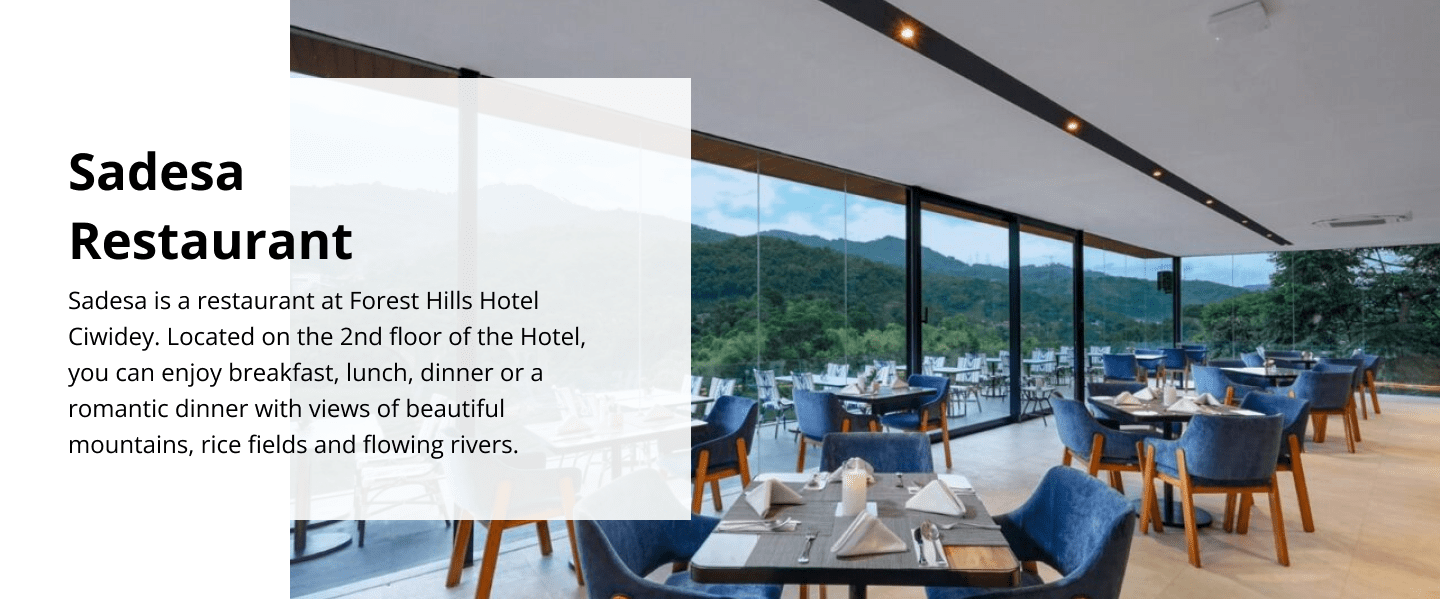 Sadesa
Restaurant
Sadesa is a restaurant at Forest Hills Hotel
Ciwidey. Located on the 2nd floor of the Hotel,
you can enjoy breakfast, lunch, dinner or a
romantic dinner with views of beautiful
mountains, rice fields and flowing rivers.